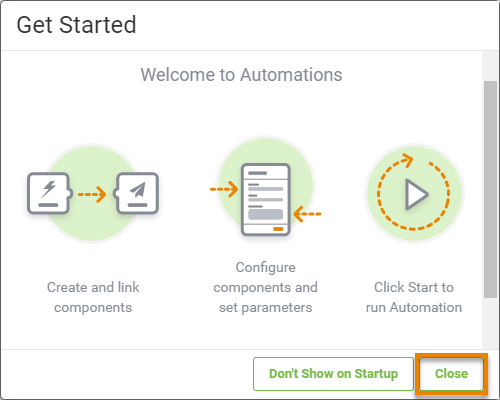 Get Started
Welcome to Automations
Create and link
components
Configure
components and
set parameters
Click Start to
run Automation
Don't Show on Startup
Close